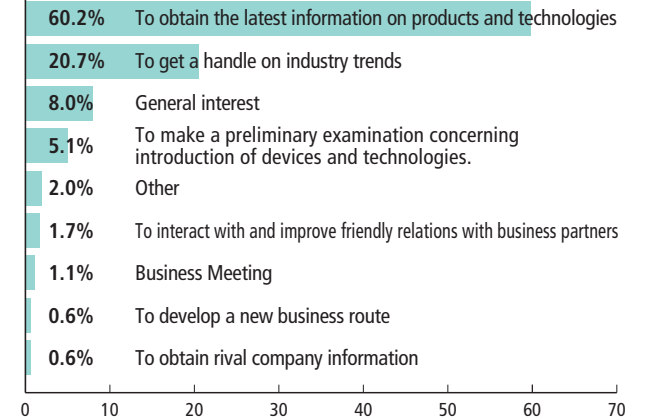 60.2% To obtain the latest information on products and technologies
20.7% To get a handle on industry trends
8.0% General interest
5.1% To make a preliminary examination concerning
introduction of devices and technologies.
2.0% Other
1.7% To interact with and improve friendly relations with business partners
1.1% Business Meeting
0.6% To develop a new business route
0.6% To obtain rival company information
0 10 20 30 40 50 60 70